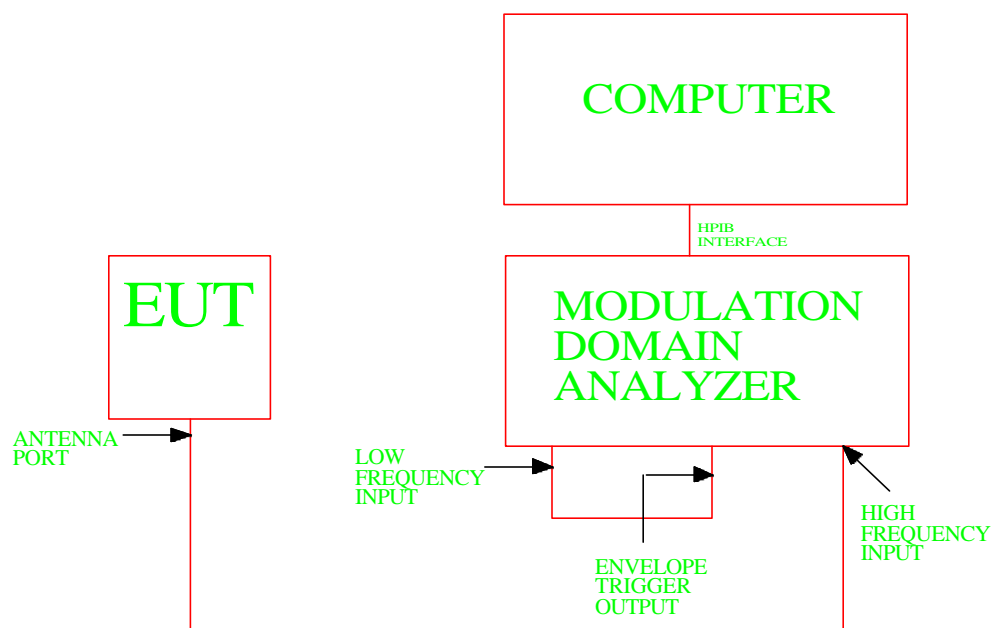 COMPUTER
HPIB
INTERFACE
EUT
MODULATION
DOMAIN
ANALYZER
ANTENNA
PORT
LOW
FREQUENCY
INPUT
ENVELOPE
TRIGGER
OUTPUT
HIGH
FREQUENCY
INPUT